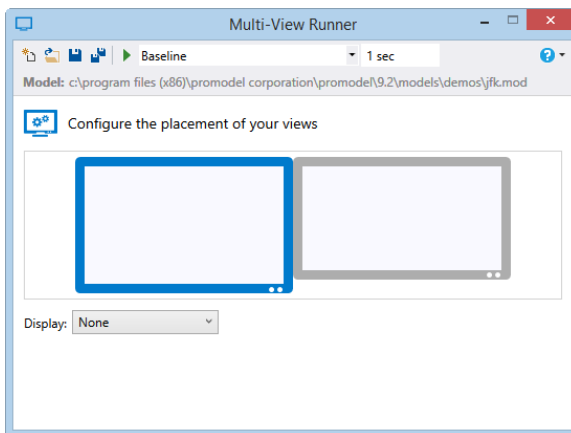 Multi-View Runner
Baseline 1 sec
Model: c:\program files (x86)\promodel corporation\promodel\9.2\models\demos\jfk.mod
Configure the placement of your views
Display: None